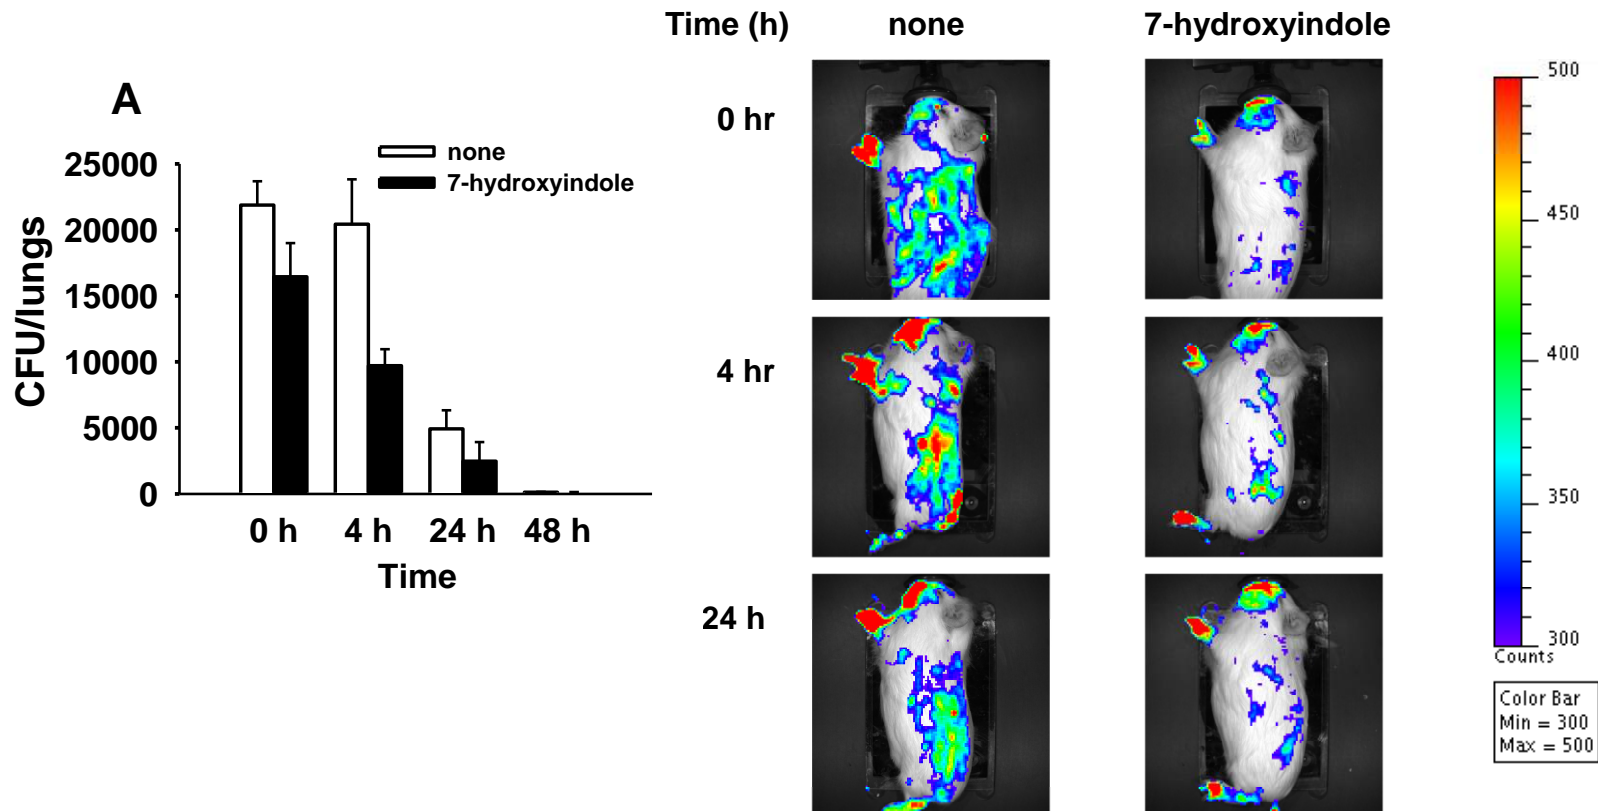 A
none
7-hydroxyindole
25000
20000
15000
10000
5000
0
CFU/lungs
0 h 4 h 24 h 48 h
Time
Time (h) none 7-hydroxyindole
0 hr
4 hr
24 h
500
450
400
350
300
Counts
Color Bar
Min = 300
Max = 500